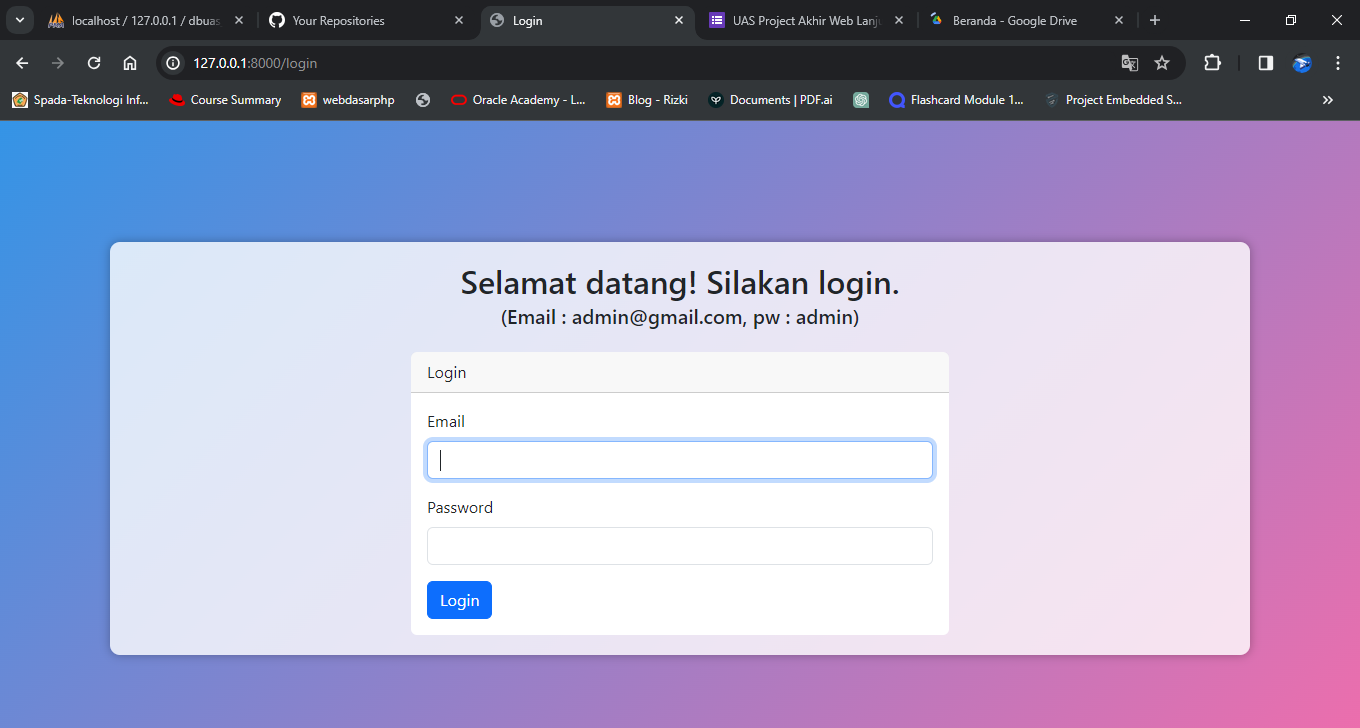 localhost / 127.0.0.1 / dbuas
Your Repositories
Login
UAS Project Akhir Web Lanju
Beranda - Google Drive
127.0.0.1:8000/login
Spada-Teknologi Inf...
Course Summary
webdasarphp
Oracle Academy - L...
Blog - Rizki
Documents | PDF.ai
Flashcard Module 1...
Project Embedded S...
Selamat datang! Silakan login.
(Email : admin@gmail.com, pw : admin)
Login
Email
Password
Login